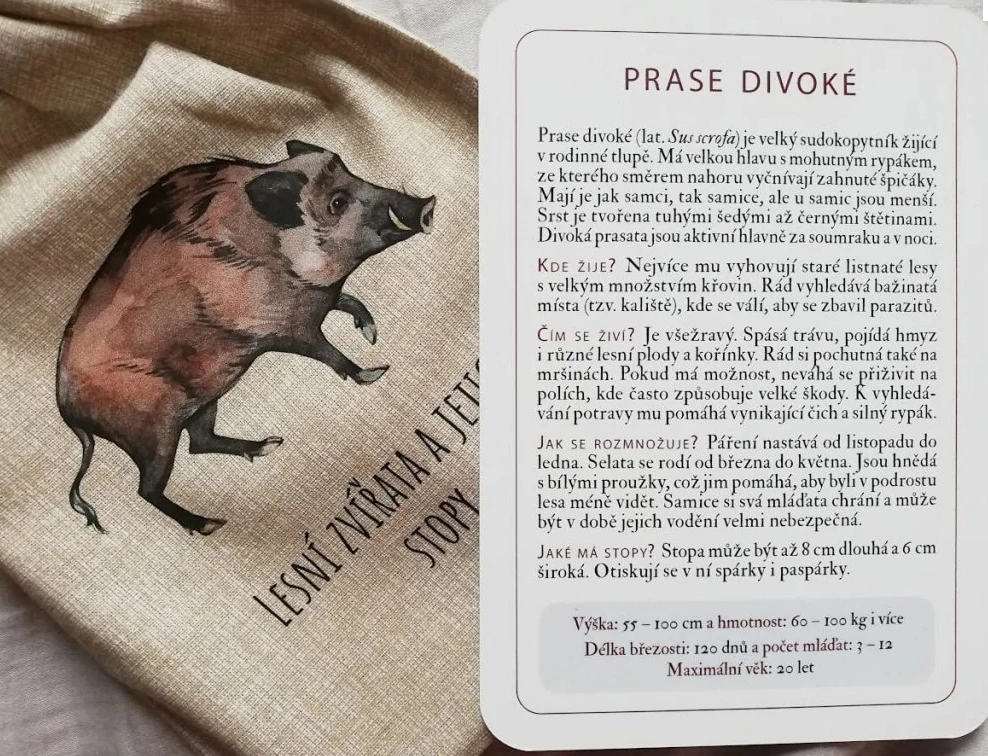 LESNÍ ZVÍŘATA A
STOPY
PRASE DIVOKÉ
Prase divoké (lat. Sus scrofa) je velký sudokopytník žijící
v rodinné tlupě. Má velkou hlavu s mohutným rypákem,
ze kterého směrem nahoru vyčnívají zahnuté špičáky.
Mají je jak samci, tak samice, ale u samic jsou menší.
Srst je tvořena tuhými šedými až černými štětinami.
Divoká prasata jsou aktivní hlavně za soumraku a v noci.
KDE ŽIJE? Nejvíce mu vyhovují staré listnaté lesy
s velkým množstvím křovin. Rád vyhledává bažinatá
místa (tzv. kaliště), kde se válí, aby se zbavil parazitů.
ČÍM SE ŽIVÍ? Je všežravý. Spásá trávu, pojídá hmyz
i různé lesní plody a kořínky. Rád si pochutná také na
mršinách. Pokud má možnost, neváhá se přiživit na
polích, kde často způsobuje velké škody. K vyhledá-
vání potravy mu pomáhá vynikající čich a silný rypák.
JAK SE ROZMNOŽUJE? Páření nastává od listopadu do
ledna. Selata se rodí od března do května. Jsou hnědá
s bílými proužky, což jim pomáhá, aby byli v podrostu
lesa méně vidět. Samice si svá mláďata chrání a může
být v době jejich vodění velmi nebezpečná.
JAKÉ MÁ STOPY? Stopa může být až 8 cm dlouhá a 6 cm
široká. Otiskují se v ní spárky i paspárky.
Výška: 55 – 100 cm a hmotnost: 60 – 100 kg i více
Délka březosti: 120 dnů a počet mláďat: 3 – 12
Maximální věk: 20 let